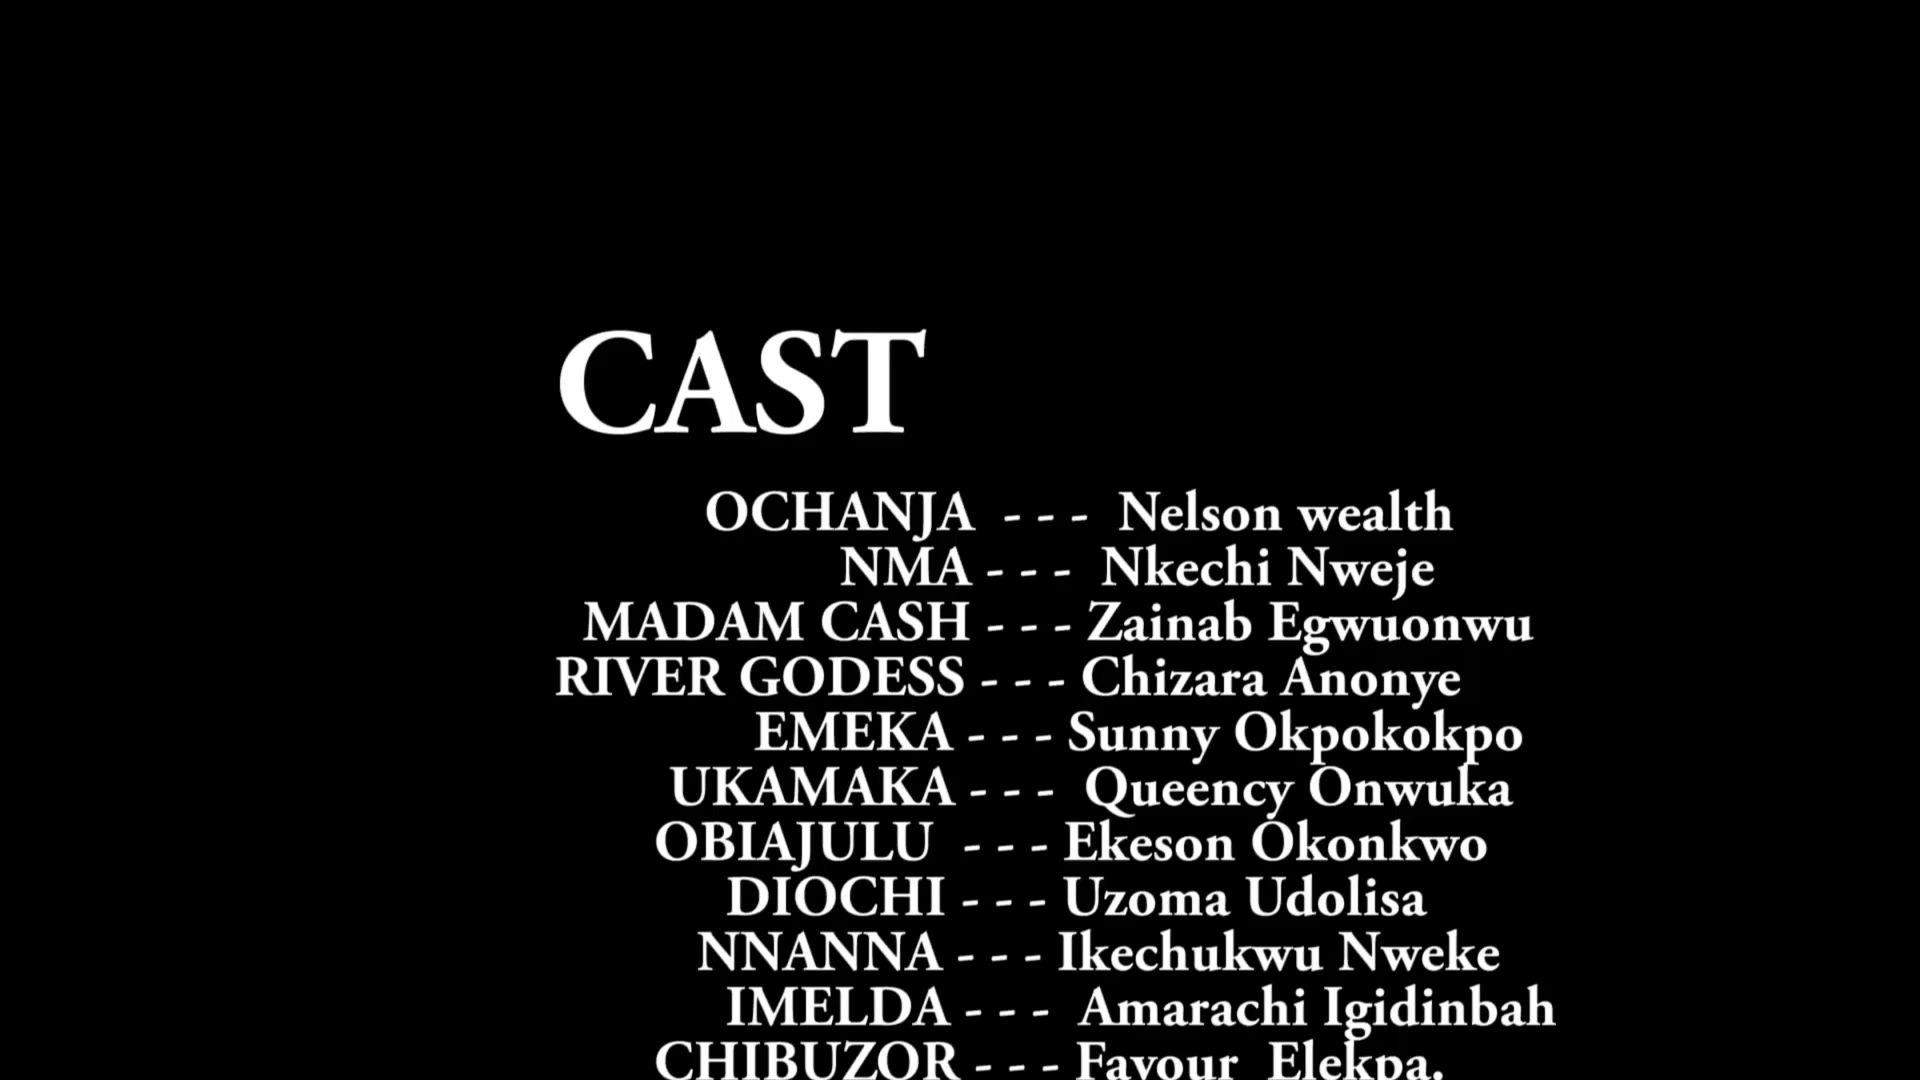 CAST
OCHANJA - - - Nelson wealth
NMA - - - Nkechi Nweje
MADAM CASH - - - Zainab Egwuonwu
RIVER GODESS - - - Chizara Anonye
EMEKA - - - Sunny Okpokokpo
UKAMAKA - - - Queency Onwuka
OBIAJULU - - - Ekeson Okonkwo
DIOCHI - - - Uzoma Udolisa
NNANNA - - - Ikechukwu Nweke
IMELDA - - - Amarachi Igidinbah
CHIBUZOR - - - Favour Elekpa.